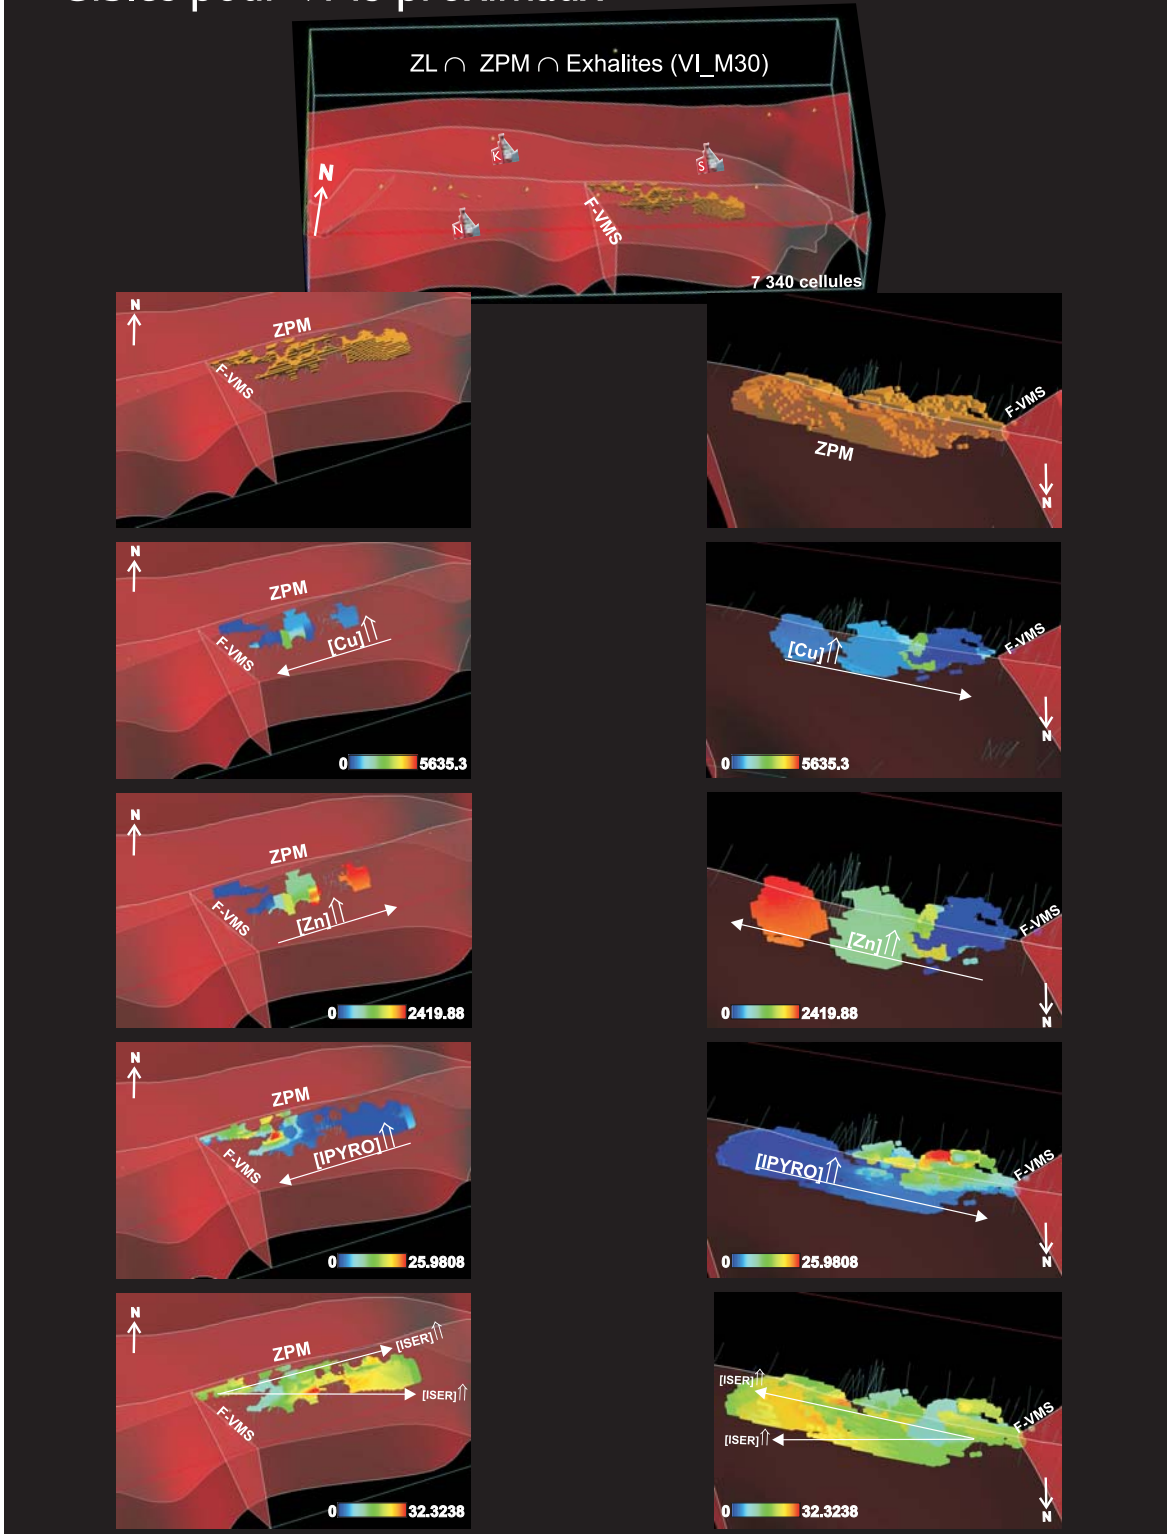 ZL ∩ ZPM ∩ Exhalites (VI_M30)
K
S
N
N
F-VMS
7 340 cellules
N
ZPM
F-VMS
F-VMS
ZPM
N
N
ZPM
[Cu]⇑
F-VMS
0 5635.3
[Cu]⇑
F-VMS
N
0 5635.3
N
ZPM
F-VMS
[Zn]⇑
0 2419.88
[Zn]⇑
F-VMS
N
0 2419.88
N
ZPM
F-VMS
[IPYRO]⇑
0 25.9808
[IPYRO]⇑
F-VMS
N
0 25.9808
N
ZPM
[ISER]⇑
[ISER]⇑
F-VMS
0 32.3238
[ISER]⇑
[ISER]⇑
F-VMS
N
0 32.3238